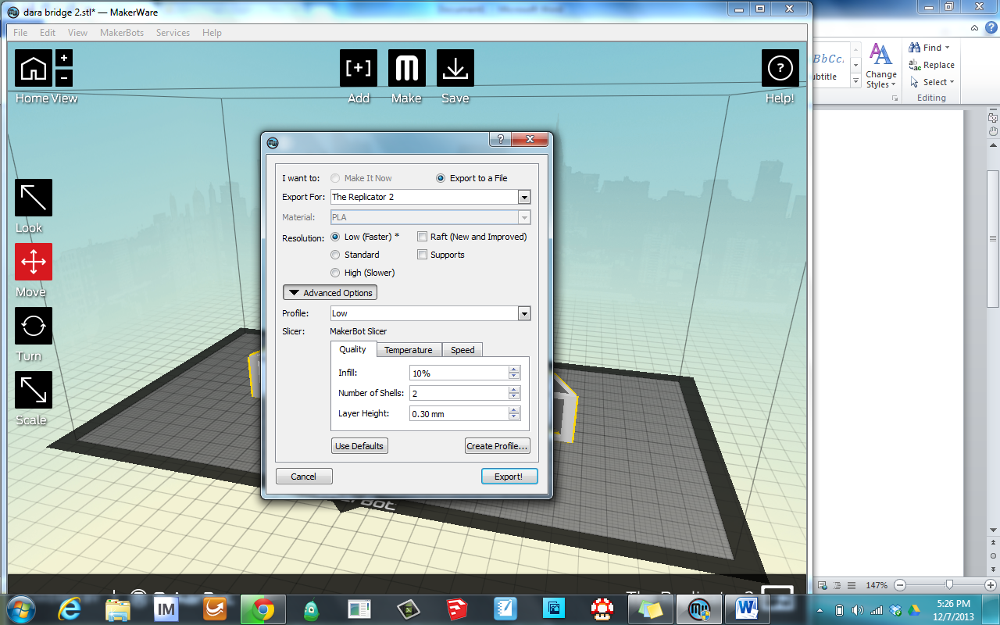 dara bridge 2.stl* — MakerWare
File Edit View MakerBots Services Help
Home View
+
-
[+]
Add
Make
Save
?
Help!
Look
Move
Turn
Scale
?
I want to: Make It Now Export to a File
Export For: The Replicator 2
Material: PLA
Resolution: Low (Faster) * Raft (New and Improved)
Standard Supports
High (Slower)
Advanced Options
Profile: Low
Slicer: MakerBot Slicer
Quality Temperature Speed
Infill: 10%
Number of Shells: 2
Layer Height: 0.30 mm
Use Defaults Create Profile...
Cancel Export!
Find
Replace
Select
Editing
Change
Styles
147%
IM
5:26 PM
12/7/2013